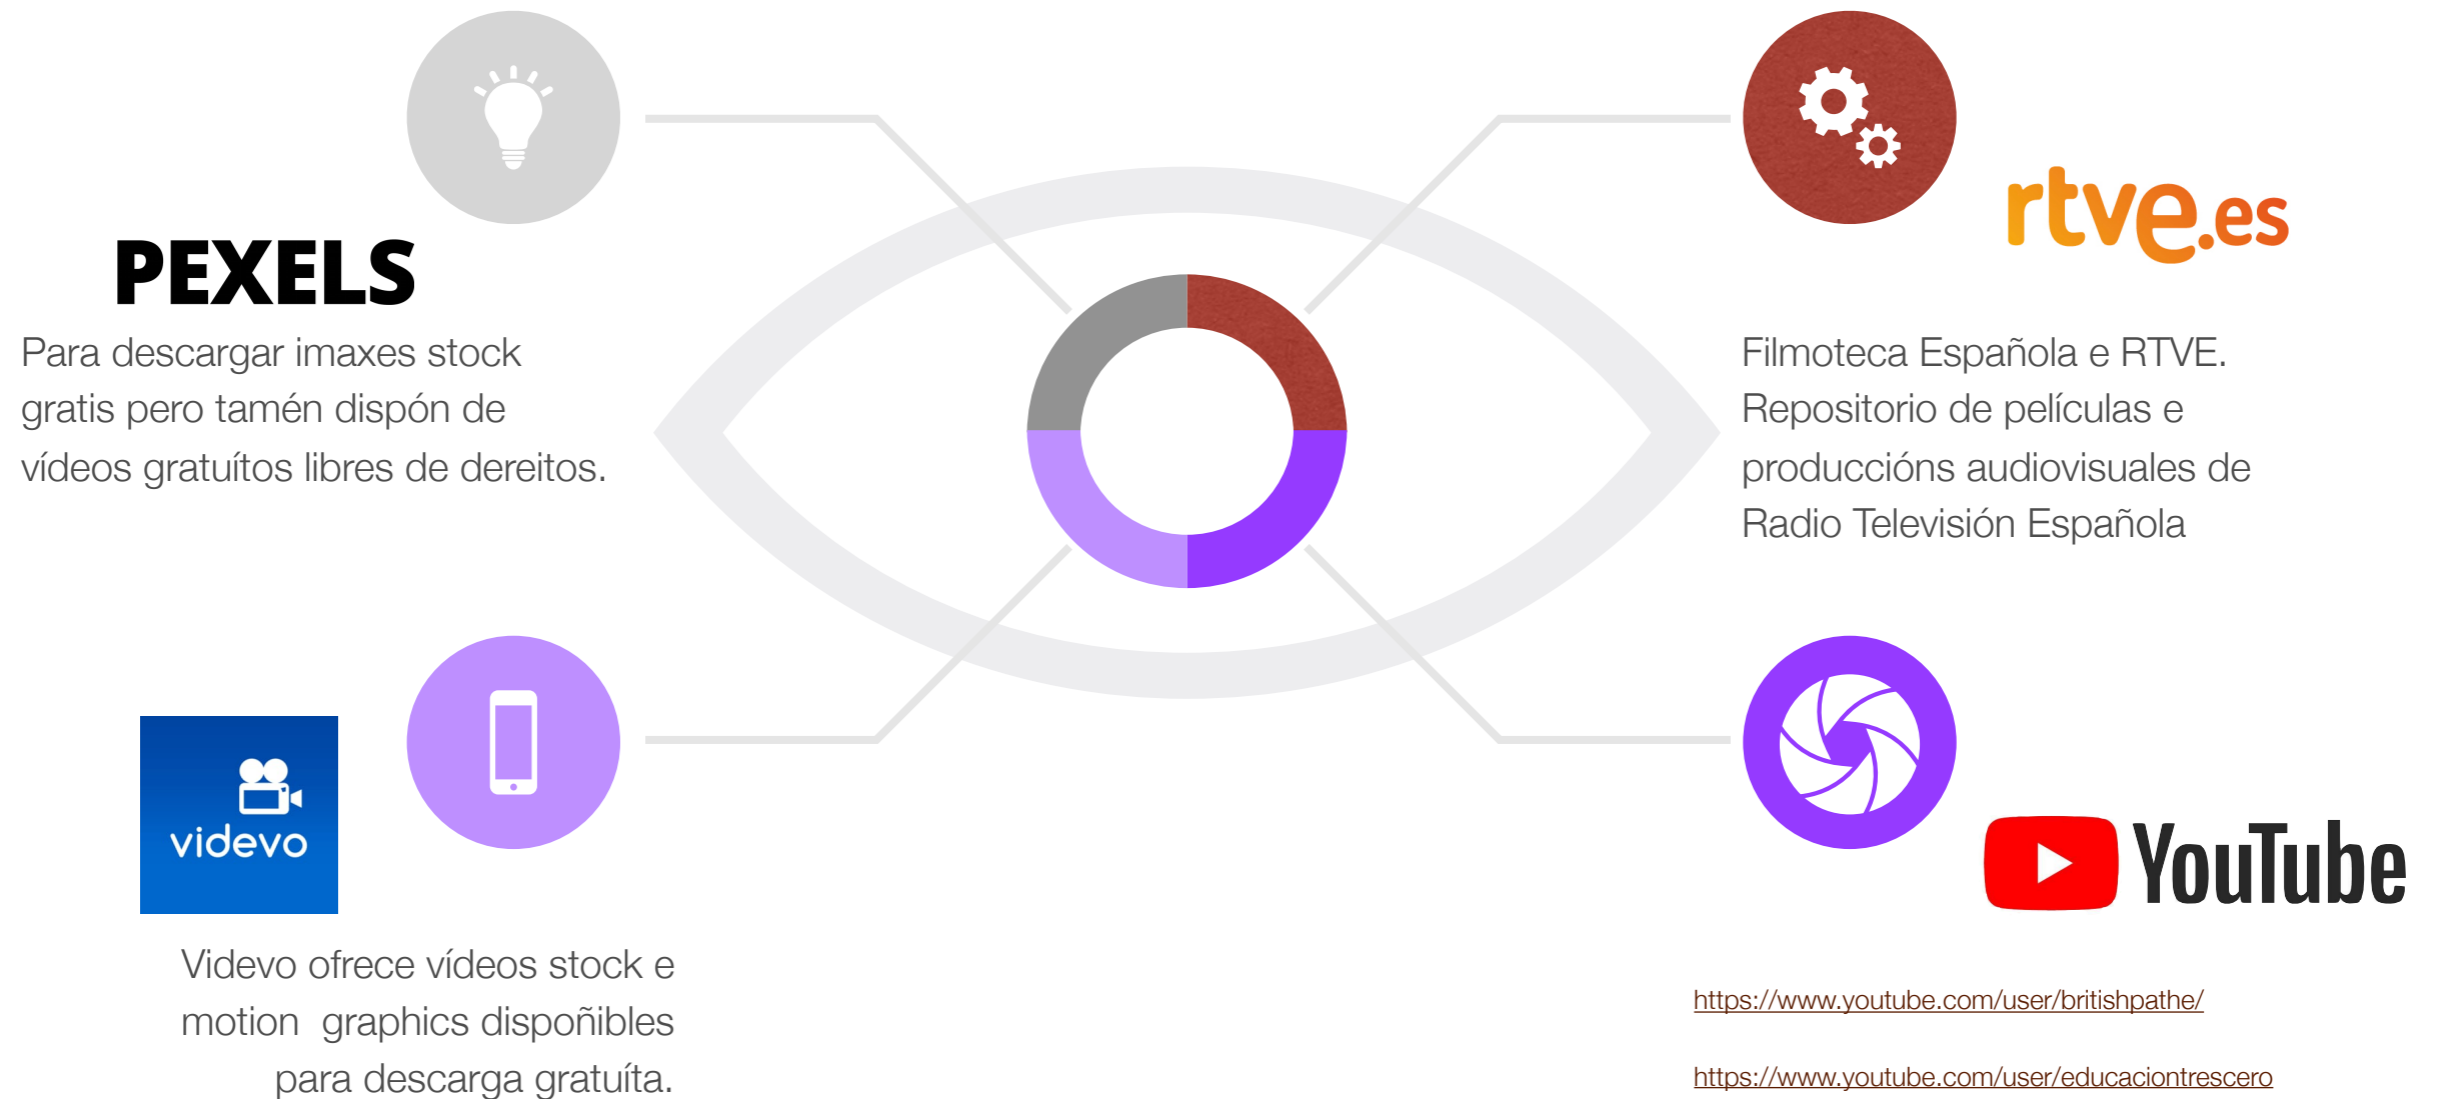 PEXELS
Para descargar imaxes stock
gratis pero tamén dispón de
vídeos gratuítos libres de dereitos.
rtve.es
Filmoteca Española e RTVE.
Repositorio de películas e
produccións audiovisuales de
Radio Televisión Española
videvo
Videvo ofrece vídeos stock e
motion  graphics dispoñibles
para descarga gratuíta.
YouTube
https://www.youtube.com/user/britishpathe/
https://www.youtube.com/user/educaciontrescero